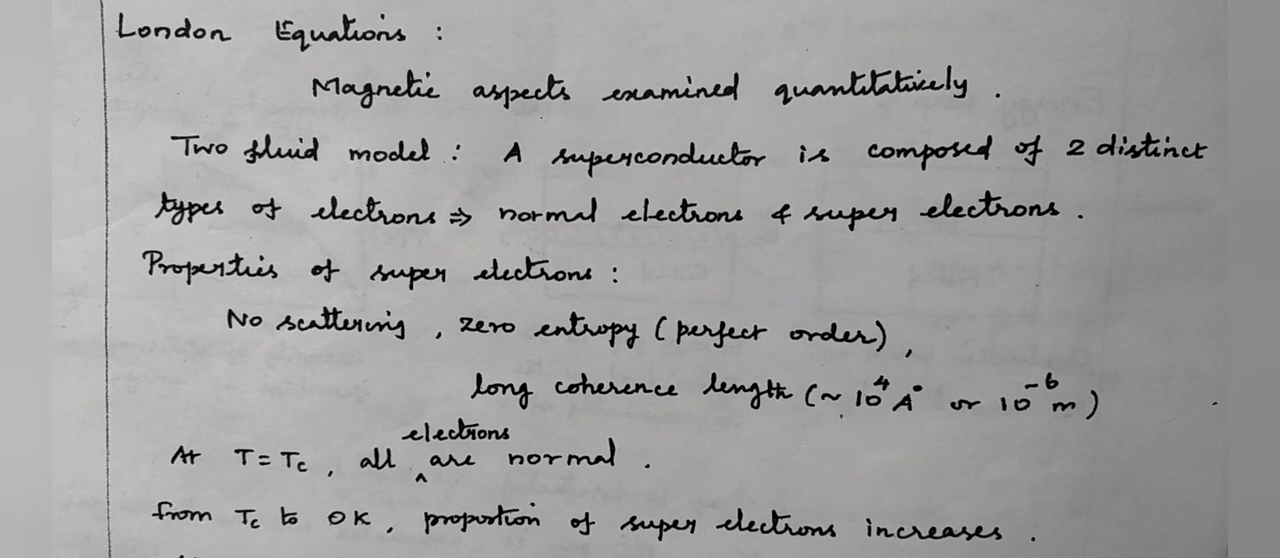 London Equations :
Magnetic aspects examined quantitatively .
Two fluid model : A superconductor is composed of 2 distinct
types of electrons ⇒ normal electrons & super electrons .
Properties of super electrons :
No scattering , zero entropy ( perfect order ) ,
long coherence length ( ~ 10⁴ A° or 10⁻⁶ m )
electrons
At T = Tc , all ^ are normal .
from Tc to 0K , proportion of super electrons increases .